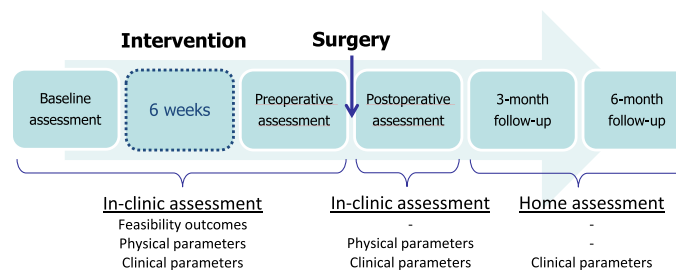 Intervention
Surgery
Baseline
assessment
6 weeks
Preoperative
assessment
Postoperative
assessment
3-month
follow-up
6-month
follow-up
In-clinic assessment
Feasibility outcomes
Physical parameters
Clinical parameters
In-clinic assessment
-
Physical parameters
Clinical parameters
Home assessment
-
-
Clinical parameters